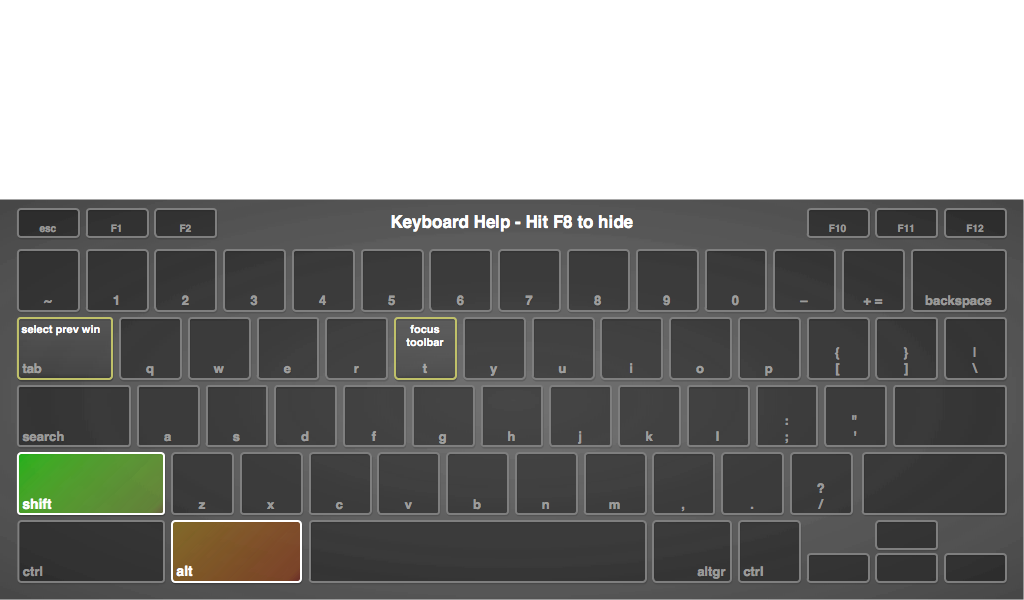 Keyboard Help - Hit F8 to hide
esc F1 F2 F10 F11 F12
~ 1 2 3 4 5 6 7 8 9 0 – + = backspace
select prev win
focus
toolbar
{ } |
tab q w e r t y u i o p [ ] \
: "
search a s d f g h j k l ; '
?
shift z x c v b n m , . /
ctrl alt altgr ctrl